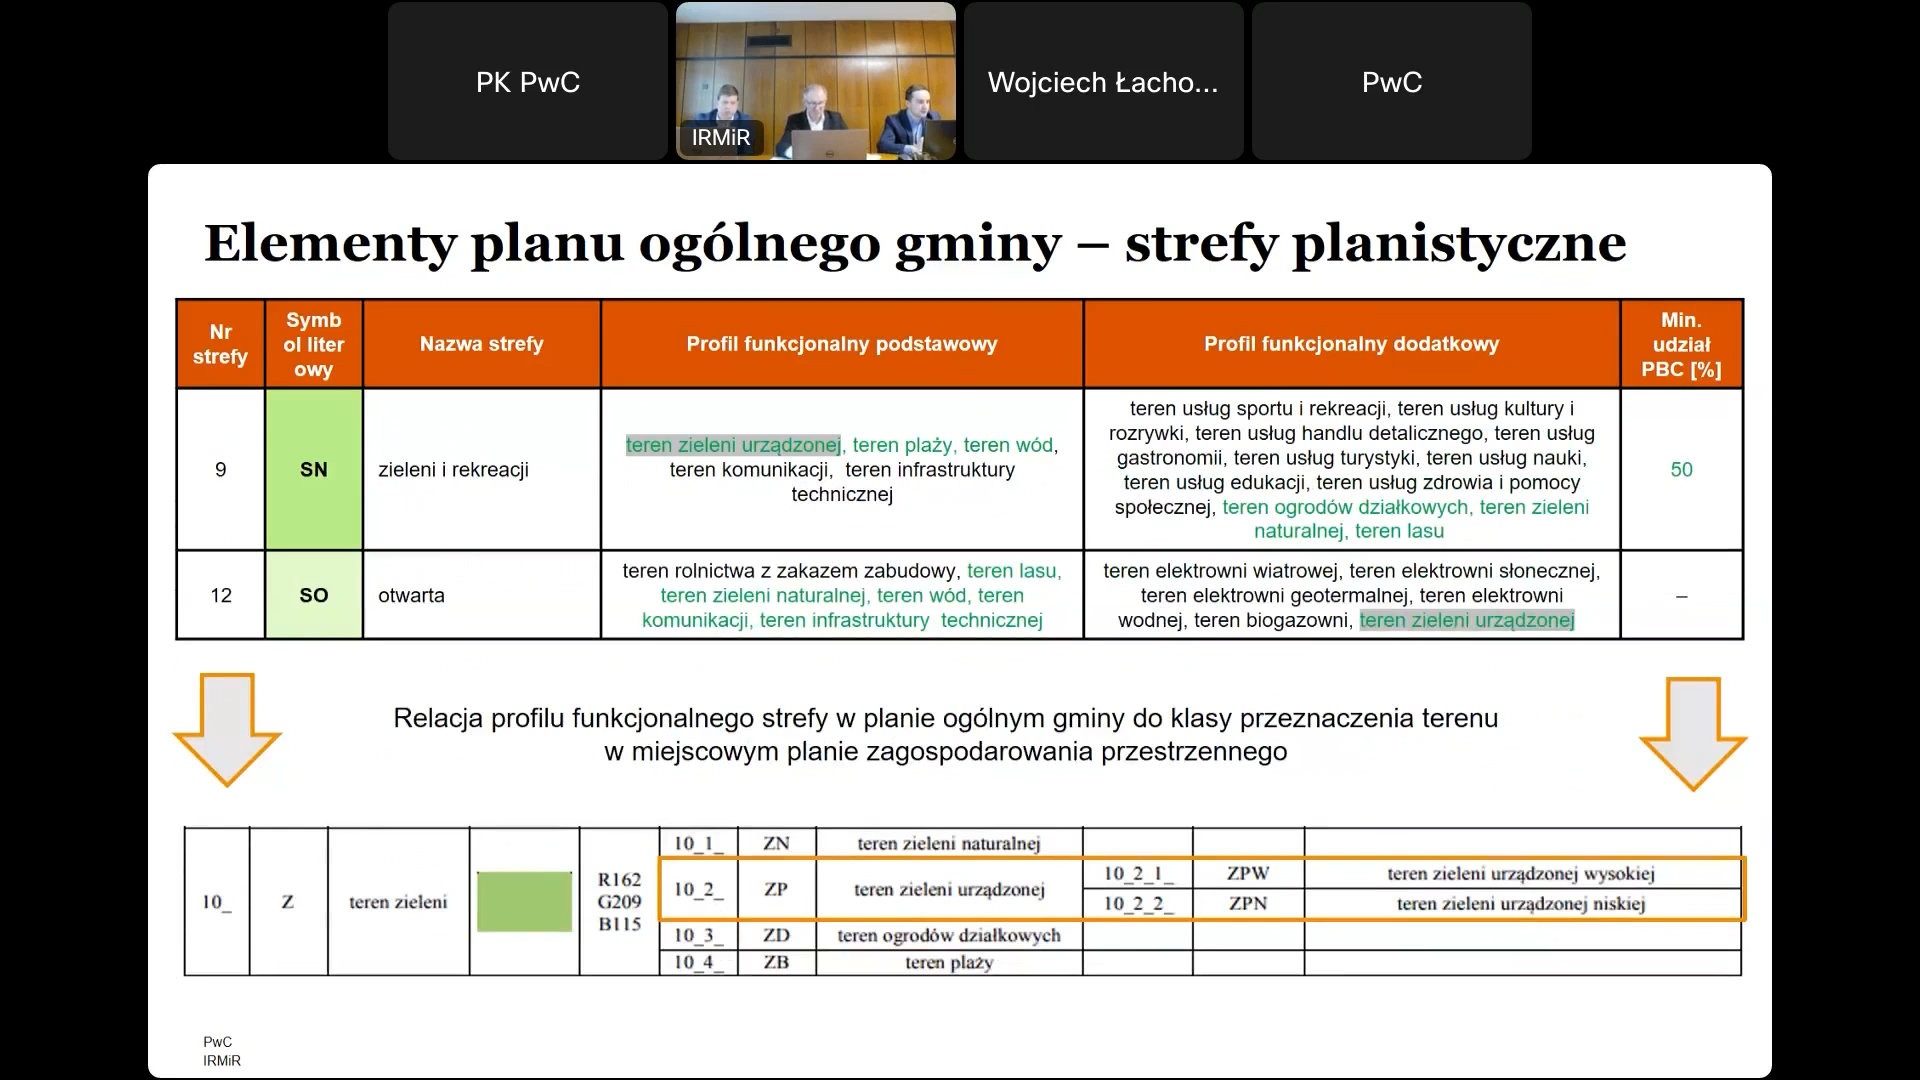 PK PwC
IRMiR
Wojciech Łacho...
PwC
Elementy planu ogólnego gminy – strefy planistyczne
Nr
strefy
Symb
ol liter
owy
Nazwa strefy
Profil funkcjonalny podstawowy
Profil funkcjonalny dodatkowy
Min.
udział
PBC [%]
9
SN
zieleni i rekreacji
teren zieleni urządzonej, teren plaży, teren wód,
teren komunikacji, teren infrastruktury
technicznej
teren usług sportu i rekreacji, teren usług kultury i
rozrywki, teren usług handlu detalicznego, teren usług
gastronomii, teren usług turystyki, teren usług nauki,
teren usług edukacji, teren usług zdrowia i pomocy
społecznej, teren ogrodów działkowych, teren zieleni
naturalnej, teren lasu
50
12
SO
otwarta
teren rolnictwa z zakazem zabudowy, teren lasu,
teren zieleni naturalnej, teren wód, teren
komunikacji, teren infrastruktury technicznej
teren elektrowni wiatrowej, teren elektrowni słonecznej,
teren elektrowni geotermalnej, teren elektrowni
wodnej, teren biogazowni, teren zieleni urządzonej
–
Relacja profilu funkcjonalnego strefy w planie ogólnym gminy do klasy przeznaczenia terenu
w miejscowym planie zagospodarowania przestrzennego
10_
Z
teren zieleni
R162
G209
B115
10_1_
ZN
teren zieleni naturalnej
10_2_
ZP
teren zieleni urządzonej
10_2_1_
ZPW
teren zieleni urządzonej wysokiej
10_2_2_
ZPN
teren zieleni urządzonej niskiej
10_3_
ZD
teren ogrodów działkowych
10_4_
ZB
teren plaży
PwC
IRMiR